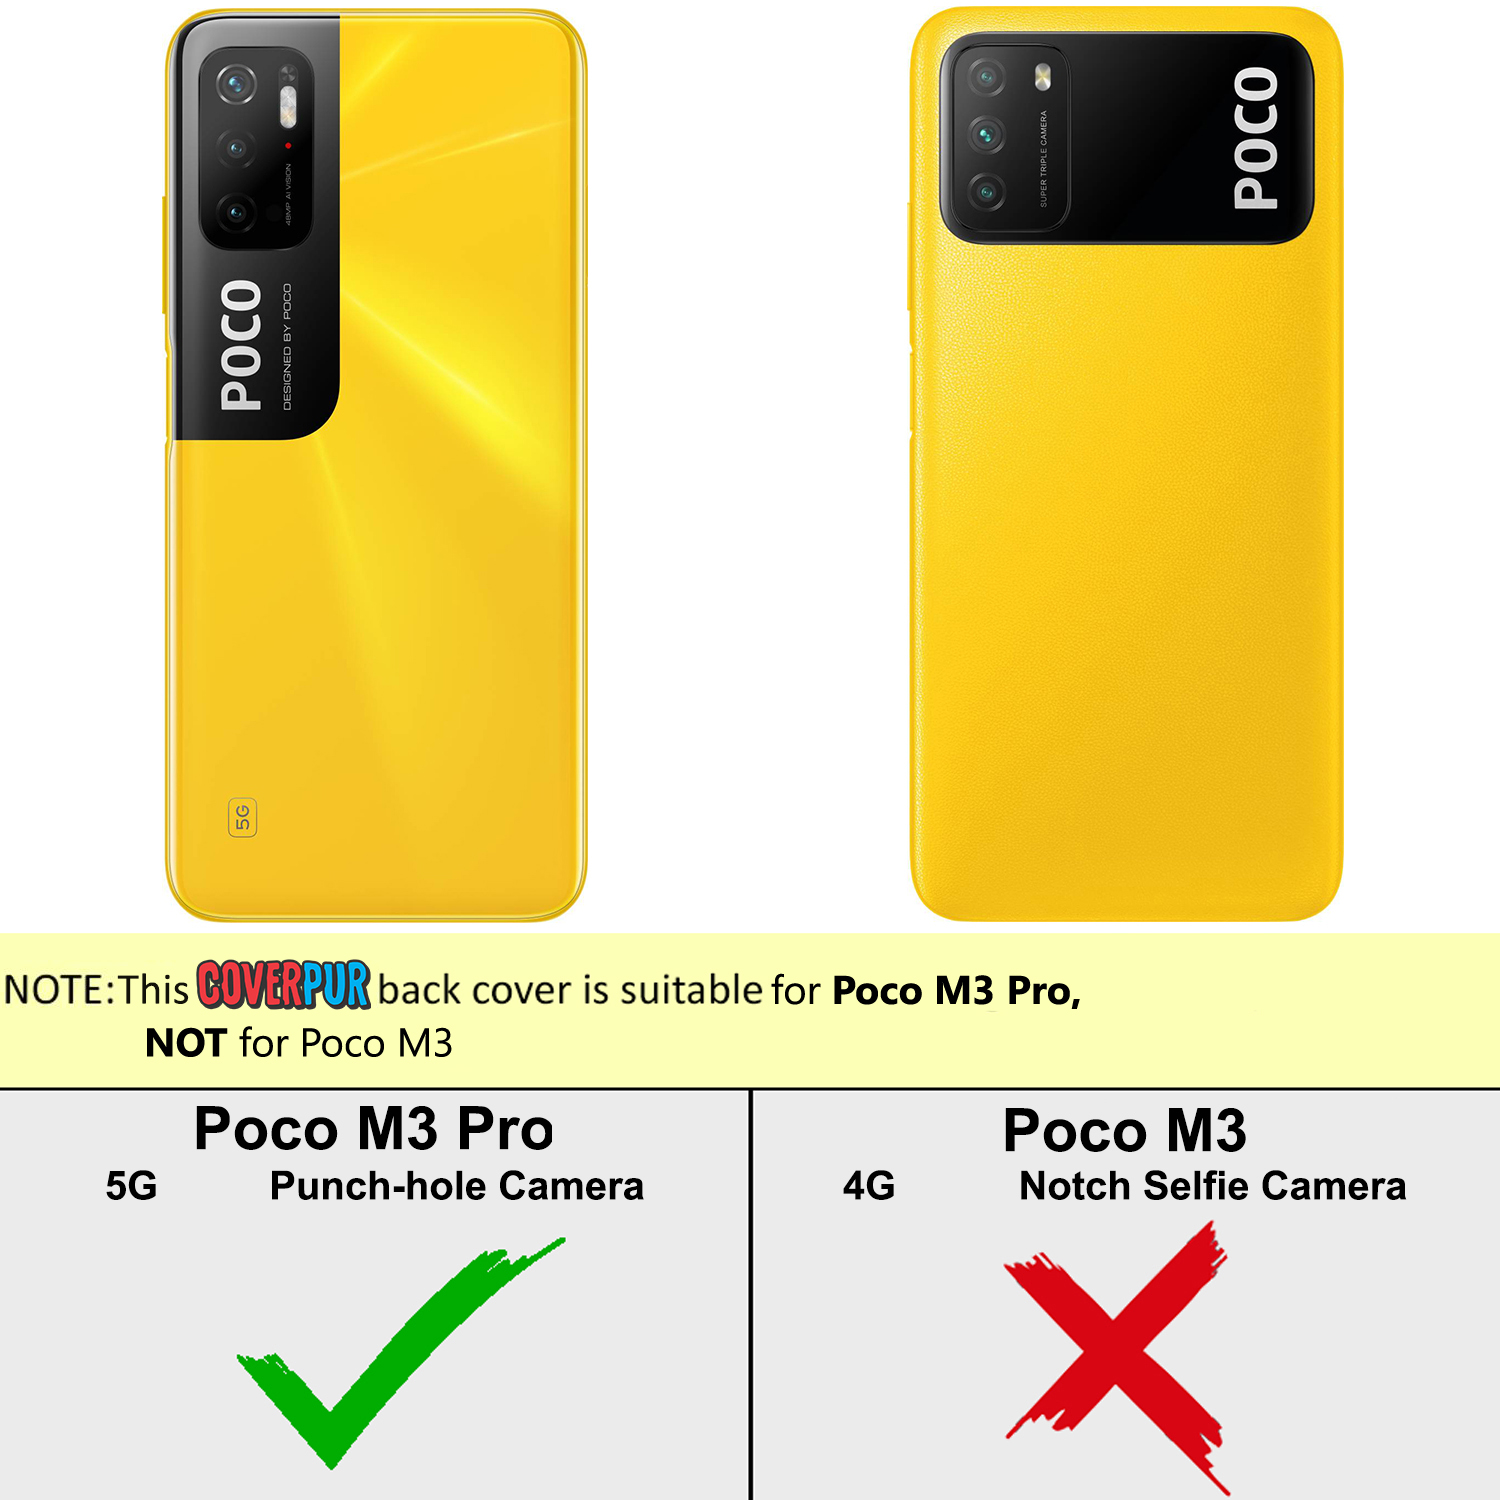 48MP AI VISION
POCO
DESIGNED BY POCO
5G
SUPER TRIPLE CAMERA
POCO
NOTE:This COVERPUR back cover is suitable for Poco M3 Pro,
NOT for Poco M3
Poco M3 Pro
5G Punch-hole Camera
Poco M3
4G Notch Selfie Camera